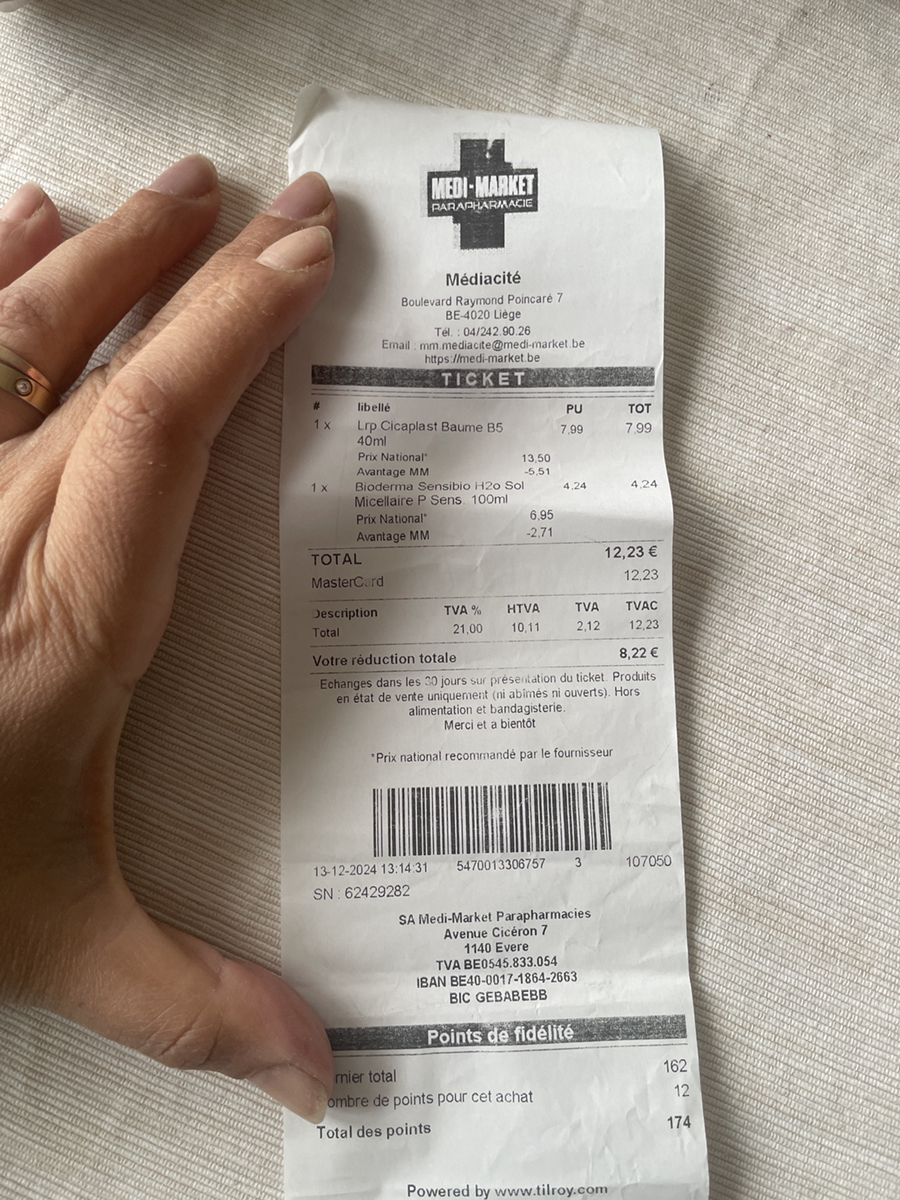 MEDI-MARKET
PARAPHARMACIE
Médiacité
Boulevard Raymond Poincaré 7
BE-4020 Liège
Tél. : 04/242.90.26
Email : mm.mediacite@medi-market.be
https://medi-market.be
TICKET
# libellé PU TOT
1 x Lrp Cicaplast Baume B5 7,99 7,99
40ml
Prix National* 13,50
Avantage MM -5,51
1 x Bioderma Sensibio H2o Sol 4,24 4,24
Micellaire P Sens. 100ml
Prix National* 6,95
Avantage MM -2,71
TOTAL 12,23 €
MasterCard 12,23
Description TVA % HTVA TVA TVAC
Total 21,00 10,11 2,12 12,23
Votre réduction totale 8,22 €
Echanges dans les 30 jours sur présentation du ticket. Produits
en état de vente uniquement (ni abîmés ni ouverts). Hors
alimentation et bandagisterie.
Merci et a bientôt
*Prix national recommandé par le fournisseur
13-12-2024 13:14:31 5470013306757 3 107050
SN : 62429282
SA Medi-Market Parapharmacies
Avenue Cicéron 7
1140 Evere
TVA BE0545.833.054
IBAN BE40-0017-1864-2663
BIC GEBABEBB
Points de fidélité
rnier total 162
ombre de points pour cet achat 12
Total des points 174
Powered by www.tilroy.com